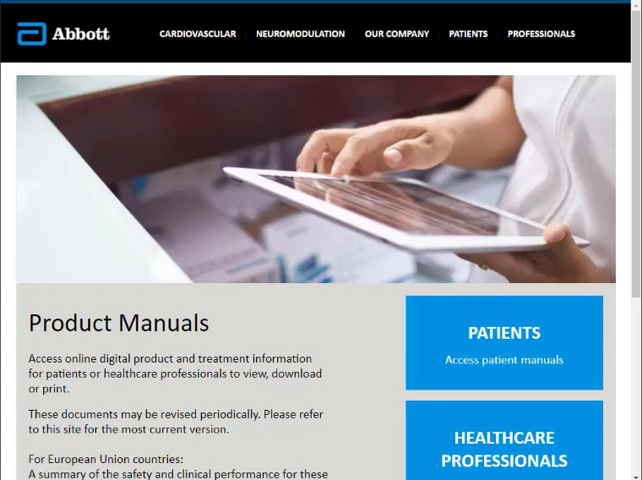 Abbott
CARDIOVASCULAR NEUROMODULATION OUR COMPANY PATIENTS PROFESSIONALS
Product Manuals
Access online digital product and treatment information
for patients or healthcare professionals to view, download
or print.
These documents may be revised periodically. Please refer
to this site for the most current version.
For European Union countries:
A summary of the safety and clinical performance for these
PATIENTS
Access patient manuals
HEALTHCARE
PROFESSIONALS